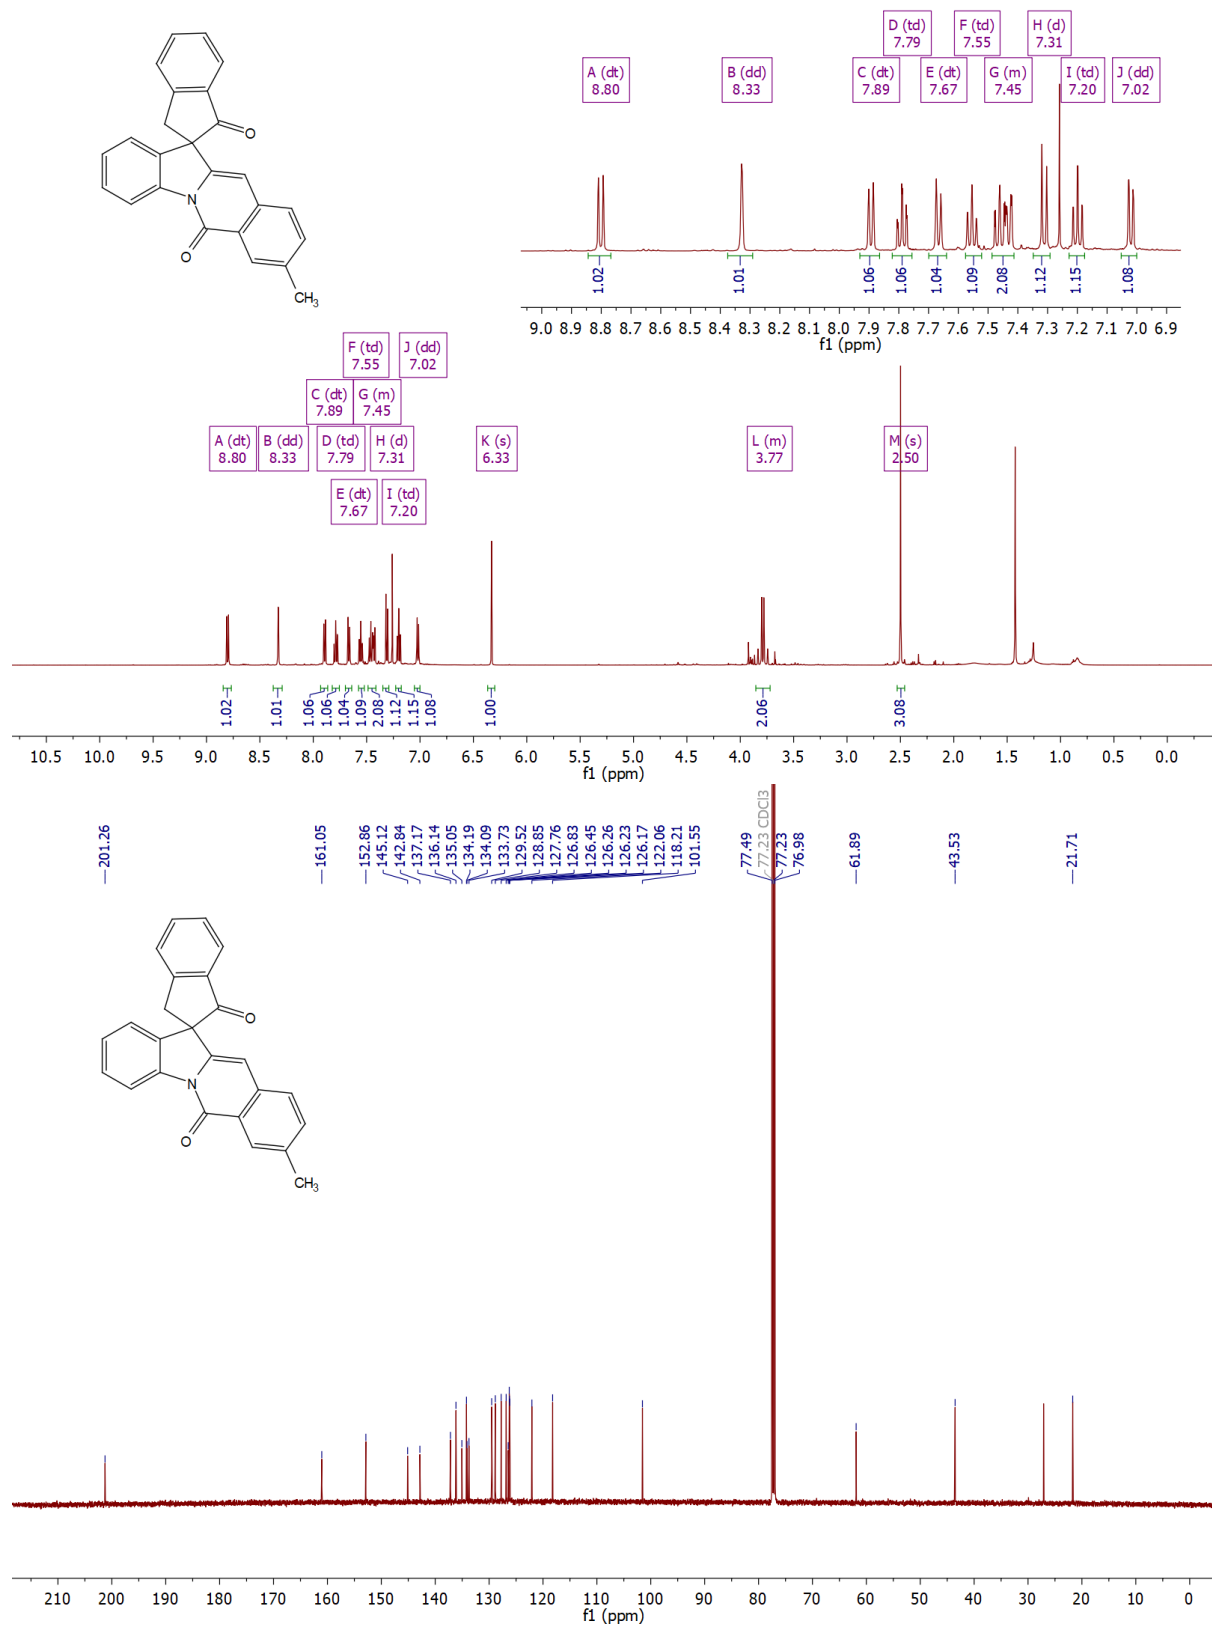 D (td)
7.79
F (td)
7.55
H (d)
7.31
A (dt)
8.80
B (dd)
8.33
C (dt)
7.89
E (dt)
7.67
G (m)
7.45
I (td)
7.20
J (dd)
7.02
O
N
O
CH3
1.02
1.01
1.06
1.06
1.04
1.09
2.08
1.12
1.15
1.08
9.0 8.9 8.8 8.7 8.6 8.5 8.4 8.3 8.2 8.1 8.0 7.9 7.8 7.7 7.6 7.5 7.4 7.3 7.2 7.1 7.0 6.9
f1 (ppm)
F (td)
7.55
J (dd)
7.02
C (dt)
7.89
G (m)
7.45
A (dt)
8.80
B (dd)
8.33
D (td)
7.79
H (d)
7.31
K (s)
6.33
L (m)
3.77
M (s)
2.50
E (dt)
7.67
I (td)
7.20
1.02
1.01
1.06
1.06
1.04
1.09
2.08
1.12
1.15
1.08
1.00
2.06
3.08
10.5 10.0 9.5 9.0 8.5 8.0 7.5 7.0 6.5 6.0 5.5 5.0 4.5 4.0 3.5 3.0 2.5 2.0 1.5 1.0 0.5 0.0
f1 (ppm)
201.26
161.05
152.86
145.12
142.84
137.17
136.14
135.05
134.19
134.09
133.73
129.52
128.85
127.76
126.83
126.45
126.26
126.23
126.17
122.06
118.21
101.55
77.49
77.23 CDCl3
77.23
76.98
61.89
43.53
21.71
O
N
O
CH3
210 200 190 180 170 160 150 140 130 120 110 100 90 80 70 60 50 40 30 20 10 0
f1 (ppm)